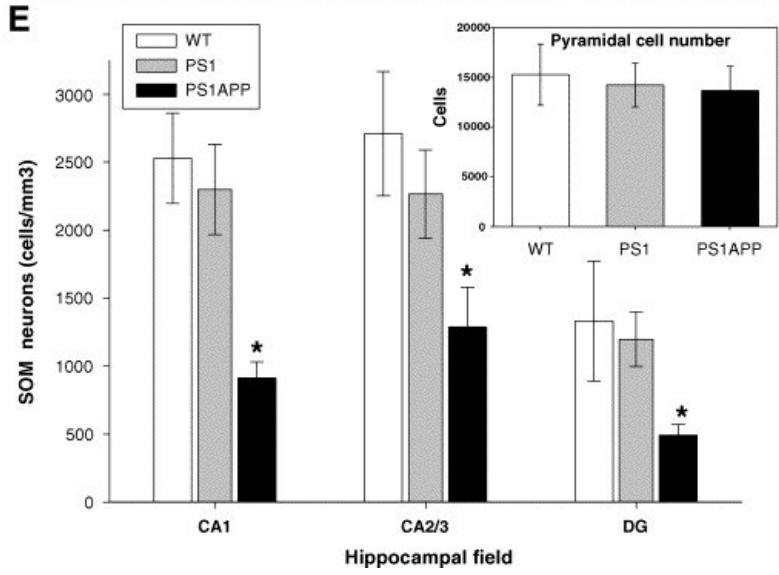 E
WT
PS1
PS1APP
SOM neurons (cells/mm3)
3000
2500
2000
1500
1000
500
0
*
*
*
CA1
CA2/3
DG
Hippocampal field
Pyramidal cell number
Cells
20000
15000
10000
5000
0
WT
PS1
PS1APP